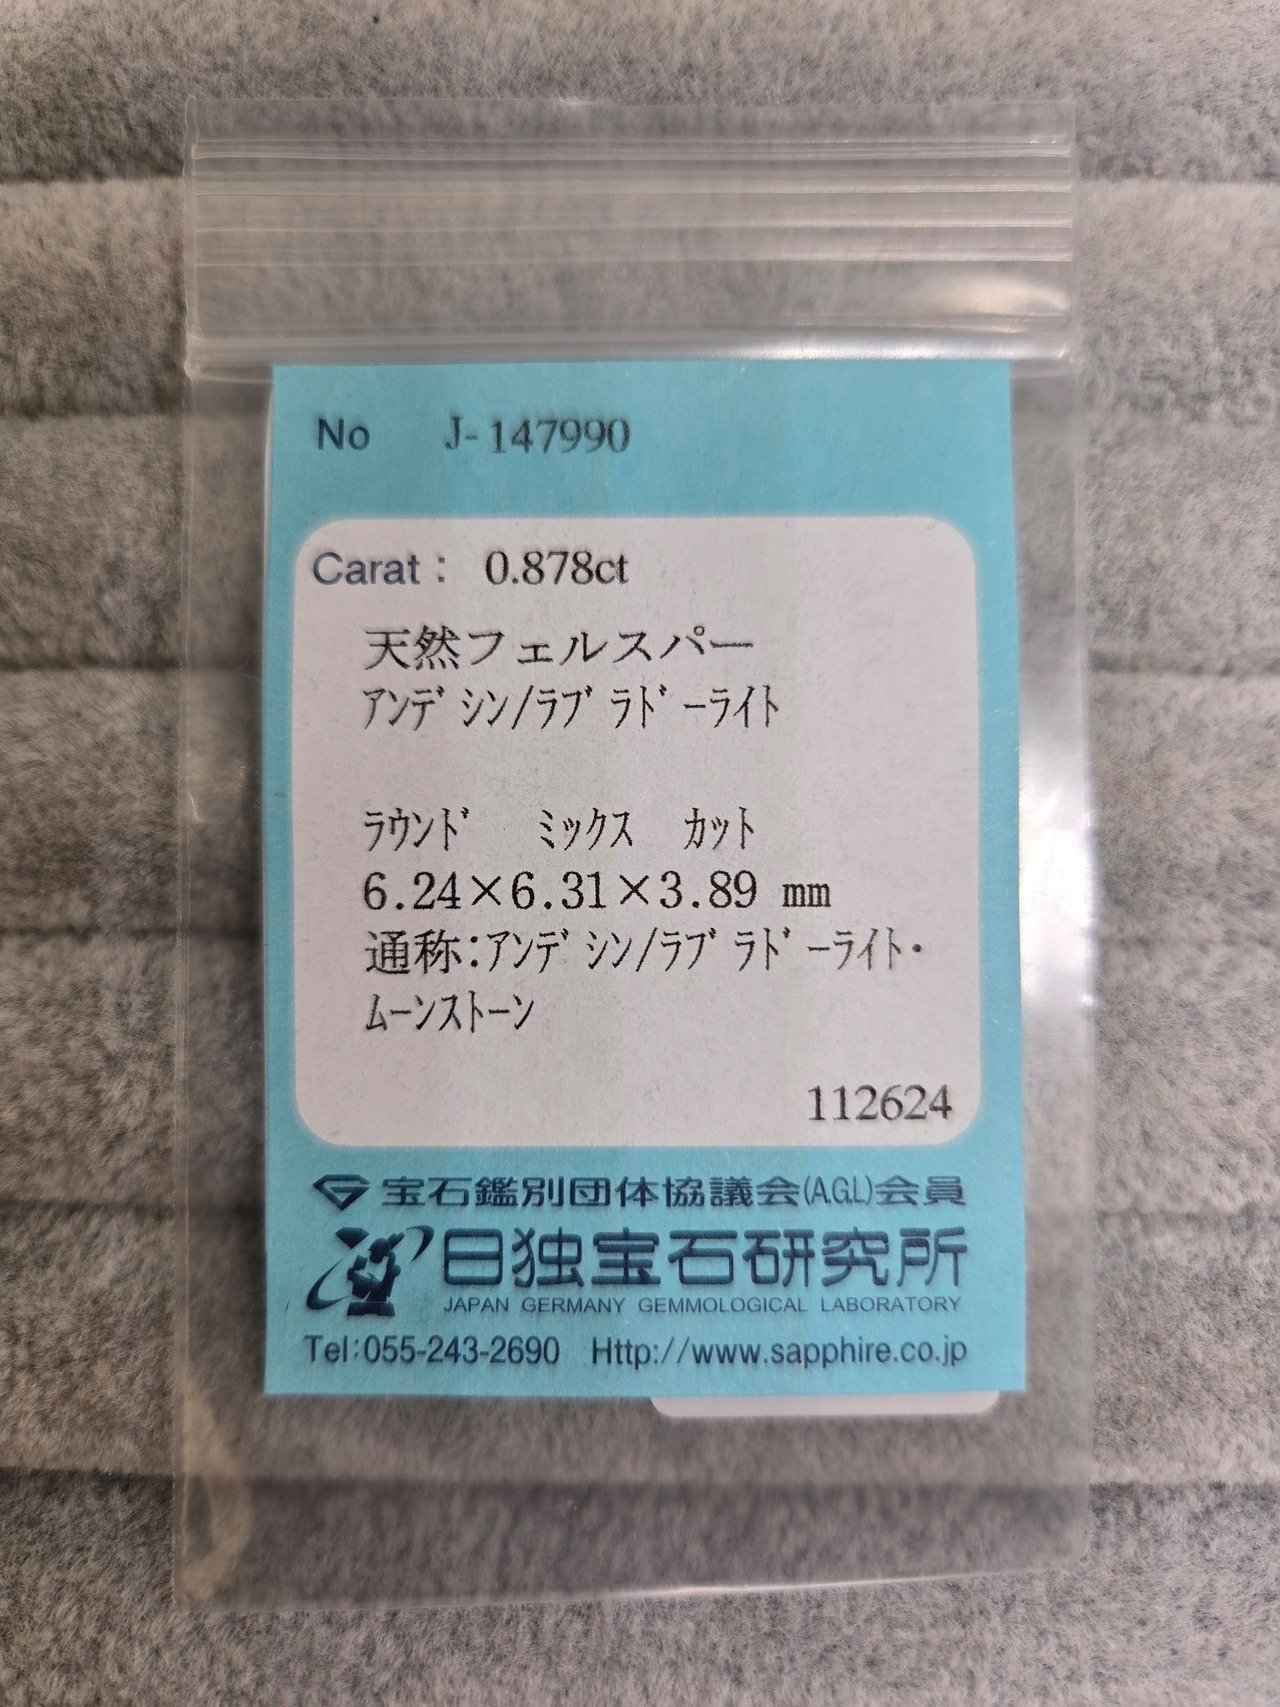 No J-147990
Carat: 0.878ct
天然フェルスパー
ｱﾝﾃﾞｼﾝ/ﾗﾌﾞﾗﾄﾞｰﾗｲﾄ
ﾗｳﾝﾄﾞ ﾐｯｸｽ ｶｯﾄ
6.24×6.31×3.89 mm
通称:ｱﾝﾃﾞｼﾝ/ﾗﾌﾞﾗﾄﾞｰﾗｲﾄ･
ﾑｰﾝｽﾄｰﾝ
112624
宝石鑑別団体協議会(A.G.L)会員
日独宝石研究所
JAPAN GERMANY GEMMOLOGICAL LABORATORY
Tel:055-243-2690 Http://www.sapphire.co.jp